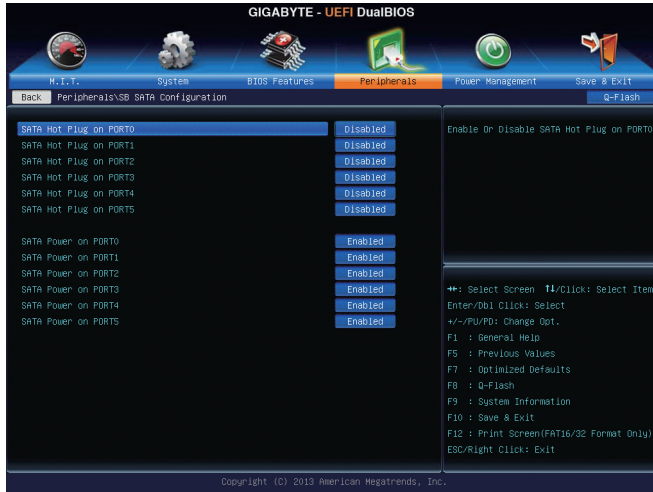 GIGABYTE - UEFI DualBIOS
M.I.T. System BIOS Features Peripherals Power Management Save & Exit
Back Peripherals\SB SATA Configuration Q-Flash
SATA Hot Plug on PORT0 Disabled
SATA Hot Plug on PORT1 Disabled
SATA Hot Plug on PORT2 Disabled
SATA Hot Plug on PORT3 Disabled
SATA Hot Plug on PORT4 Disabled
SATA Hot Plug on PORT5 Disabled
SATA Power on PORT0 Enabled
SATA Power on PORT1 Enabled
SATA Power on PORT2 Enabled
SATA Power on PORT3 Enabled
SATA Power on PORT4 Enabled
SATA Power on PORT5 Enabled
Enable Or Disable SATA Hot Plug on PORT0
→←: Select Screen ↑↓/Click: Select Item
Enter/Dbl Click: Select
+/-/PU/PD: Change Opt.
F1 : General Help
F5 : Previous Values
F7 : Optimized Defaults
F8 : Q-Flash
F9 : System Information
F10 : Save & Exit
F12 : Print Screen(FAT16/32 Format Only)
ESC/Right Click: Exit
Copyright (C) 2013 American Megatrends, Inc.